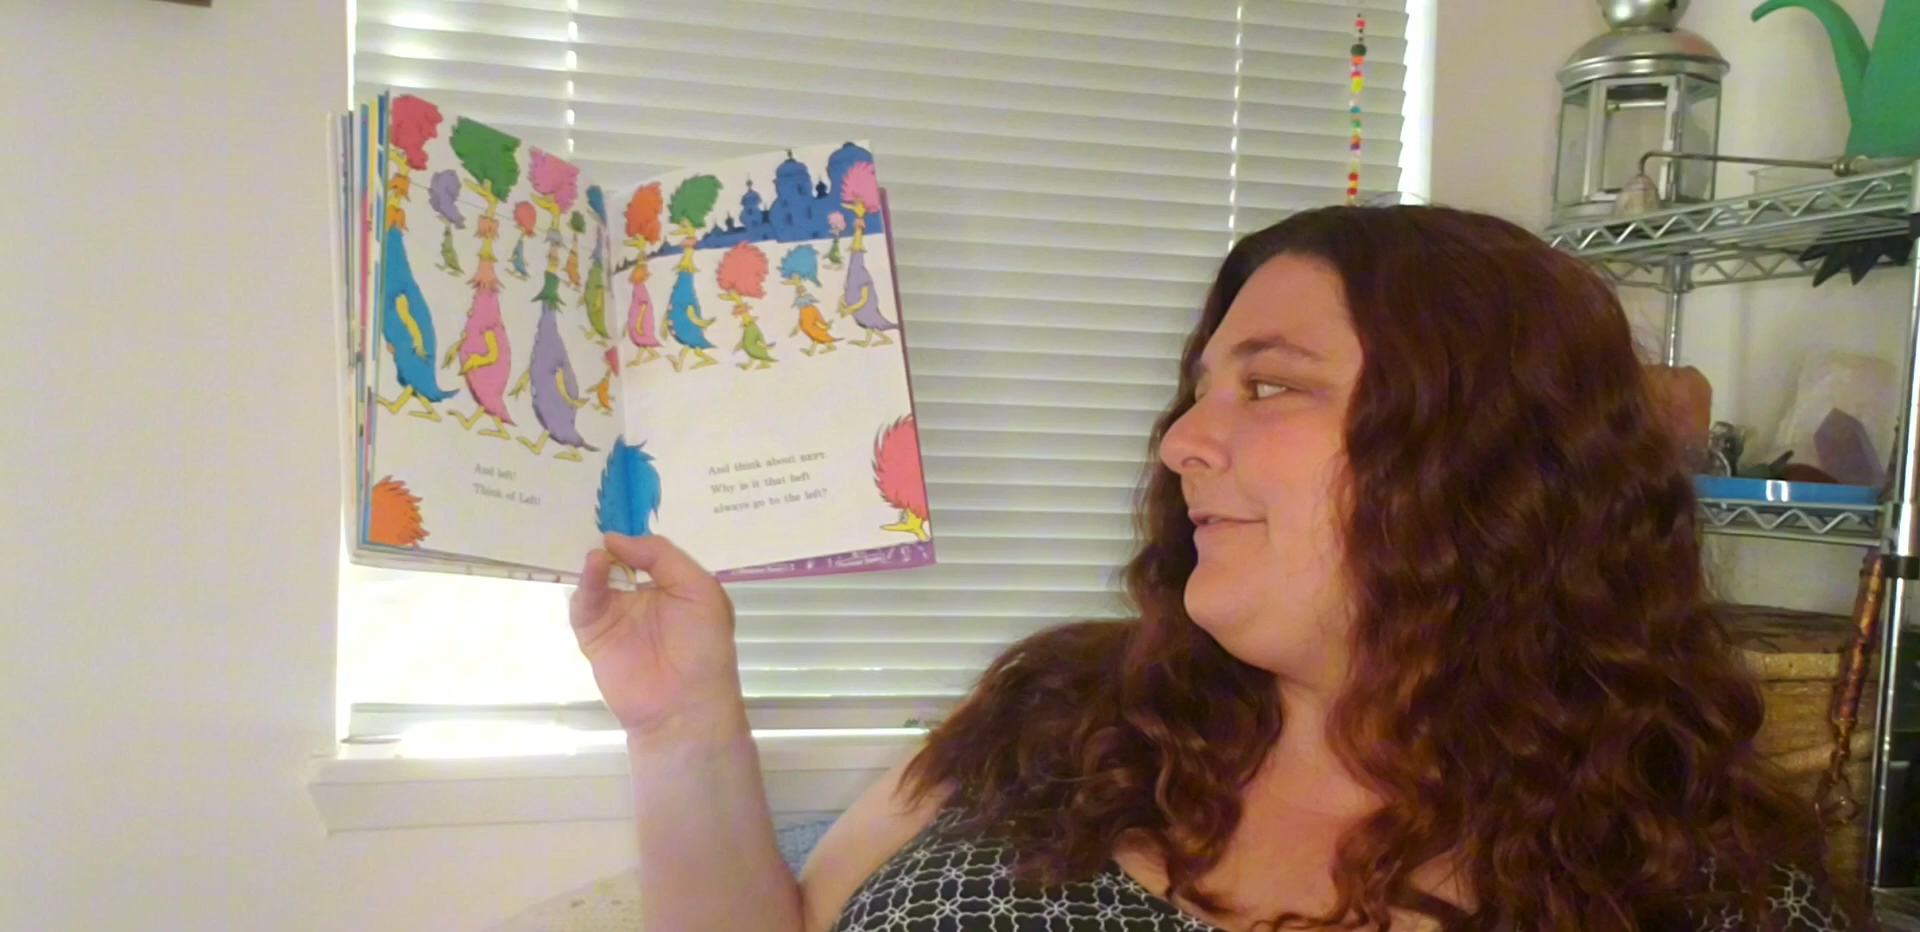 And left!
Think of Left!
And think about BEFT.
Why is it that beft
always go to the left?